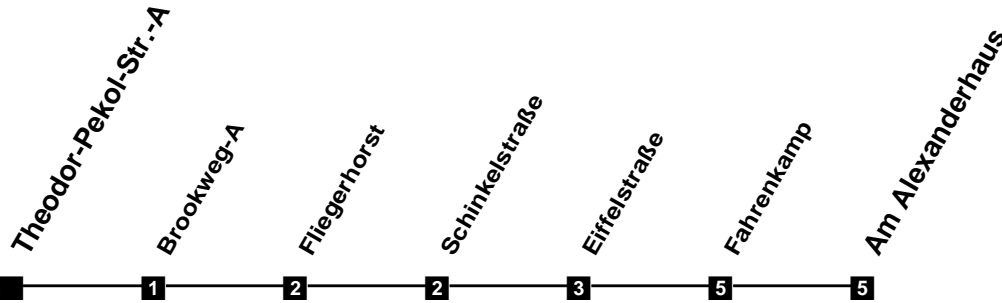 Theodor-Pekol-Str.-A
Brookweg-A
Fliegerhorst
Schinkelstraße
Eiffelstraße
Fahrenkamp
Am Alexanderhaus
1 2 2 3 5 5